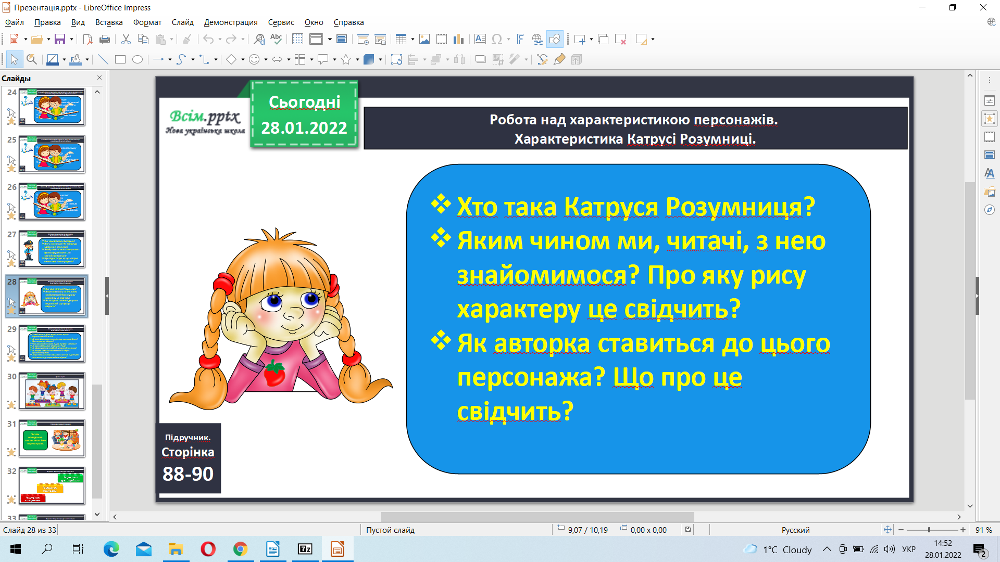 Презентація.pptx - LibreOffice Impress
Файл Правка Вид Вставка Формат Слайд Демонстрация Сервис Окно Справка
Слайды
24
25
26
27
28
29
30
31
32
33
Сьогодні
28.01.2022
Всім.pptx
Нова українська школа
Робота над характеристикою персонажів.
Характеристика Катрусі Розумниці.
❖ Хто така Катруся Розумниця?
❖ Яким чином ми, читачі, з нею
знайомимося? Про яку рису
характеру це свідчить?
❖ Як авторка ставиться до цього
персонажа? Що про це
свідчить?
Підручник.
Сторінка
88-90
Слайд 28 из 33
Пустой слайд
9,07 / 10,19
0,00 x 0,00
Русский
91 %
1°C Cloudy
УКР
14:52
28.01.2022
2